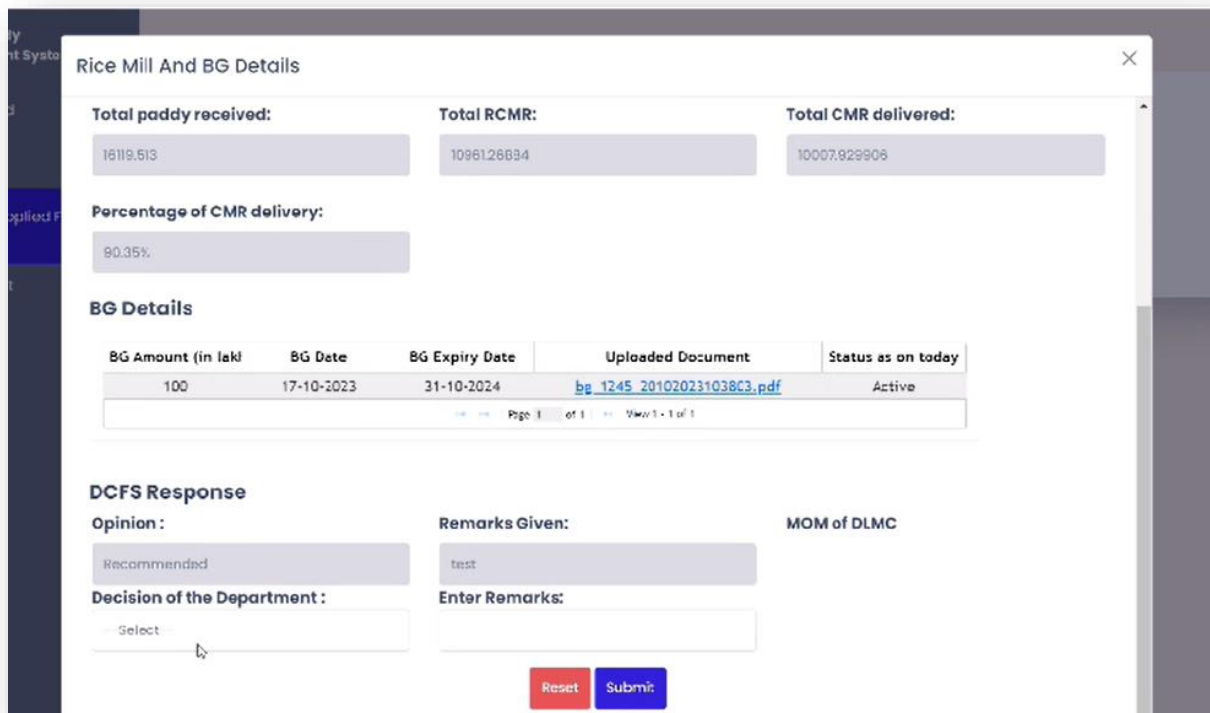 ly
nt Syste
Rice Mill And BG Details
Total paddy received: Total RCMR: Total CMR delivered:
16119.513 10961.26884 10007.929906
Percentage of CMR delivery:
90.35%
pplied F
BG Details
BG Amount (in lakh BG Date BG Expiry Date Uploaded Document Status as on today
100 17-10-2023 31-10-2024 bg_1245_20102023103803.pdf Active
Page 1 of 1 View 1 - 1 of 1
DCFS Response
Opinion : Remarks Given: MOM of DLMC
Recommended test
Decision of the Department : Enter Remarks:
-- Select --
Reset Submit